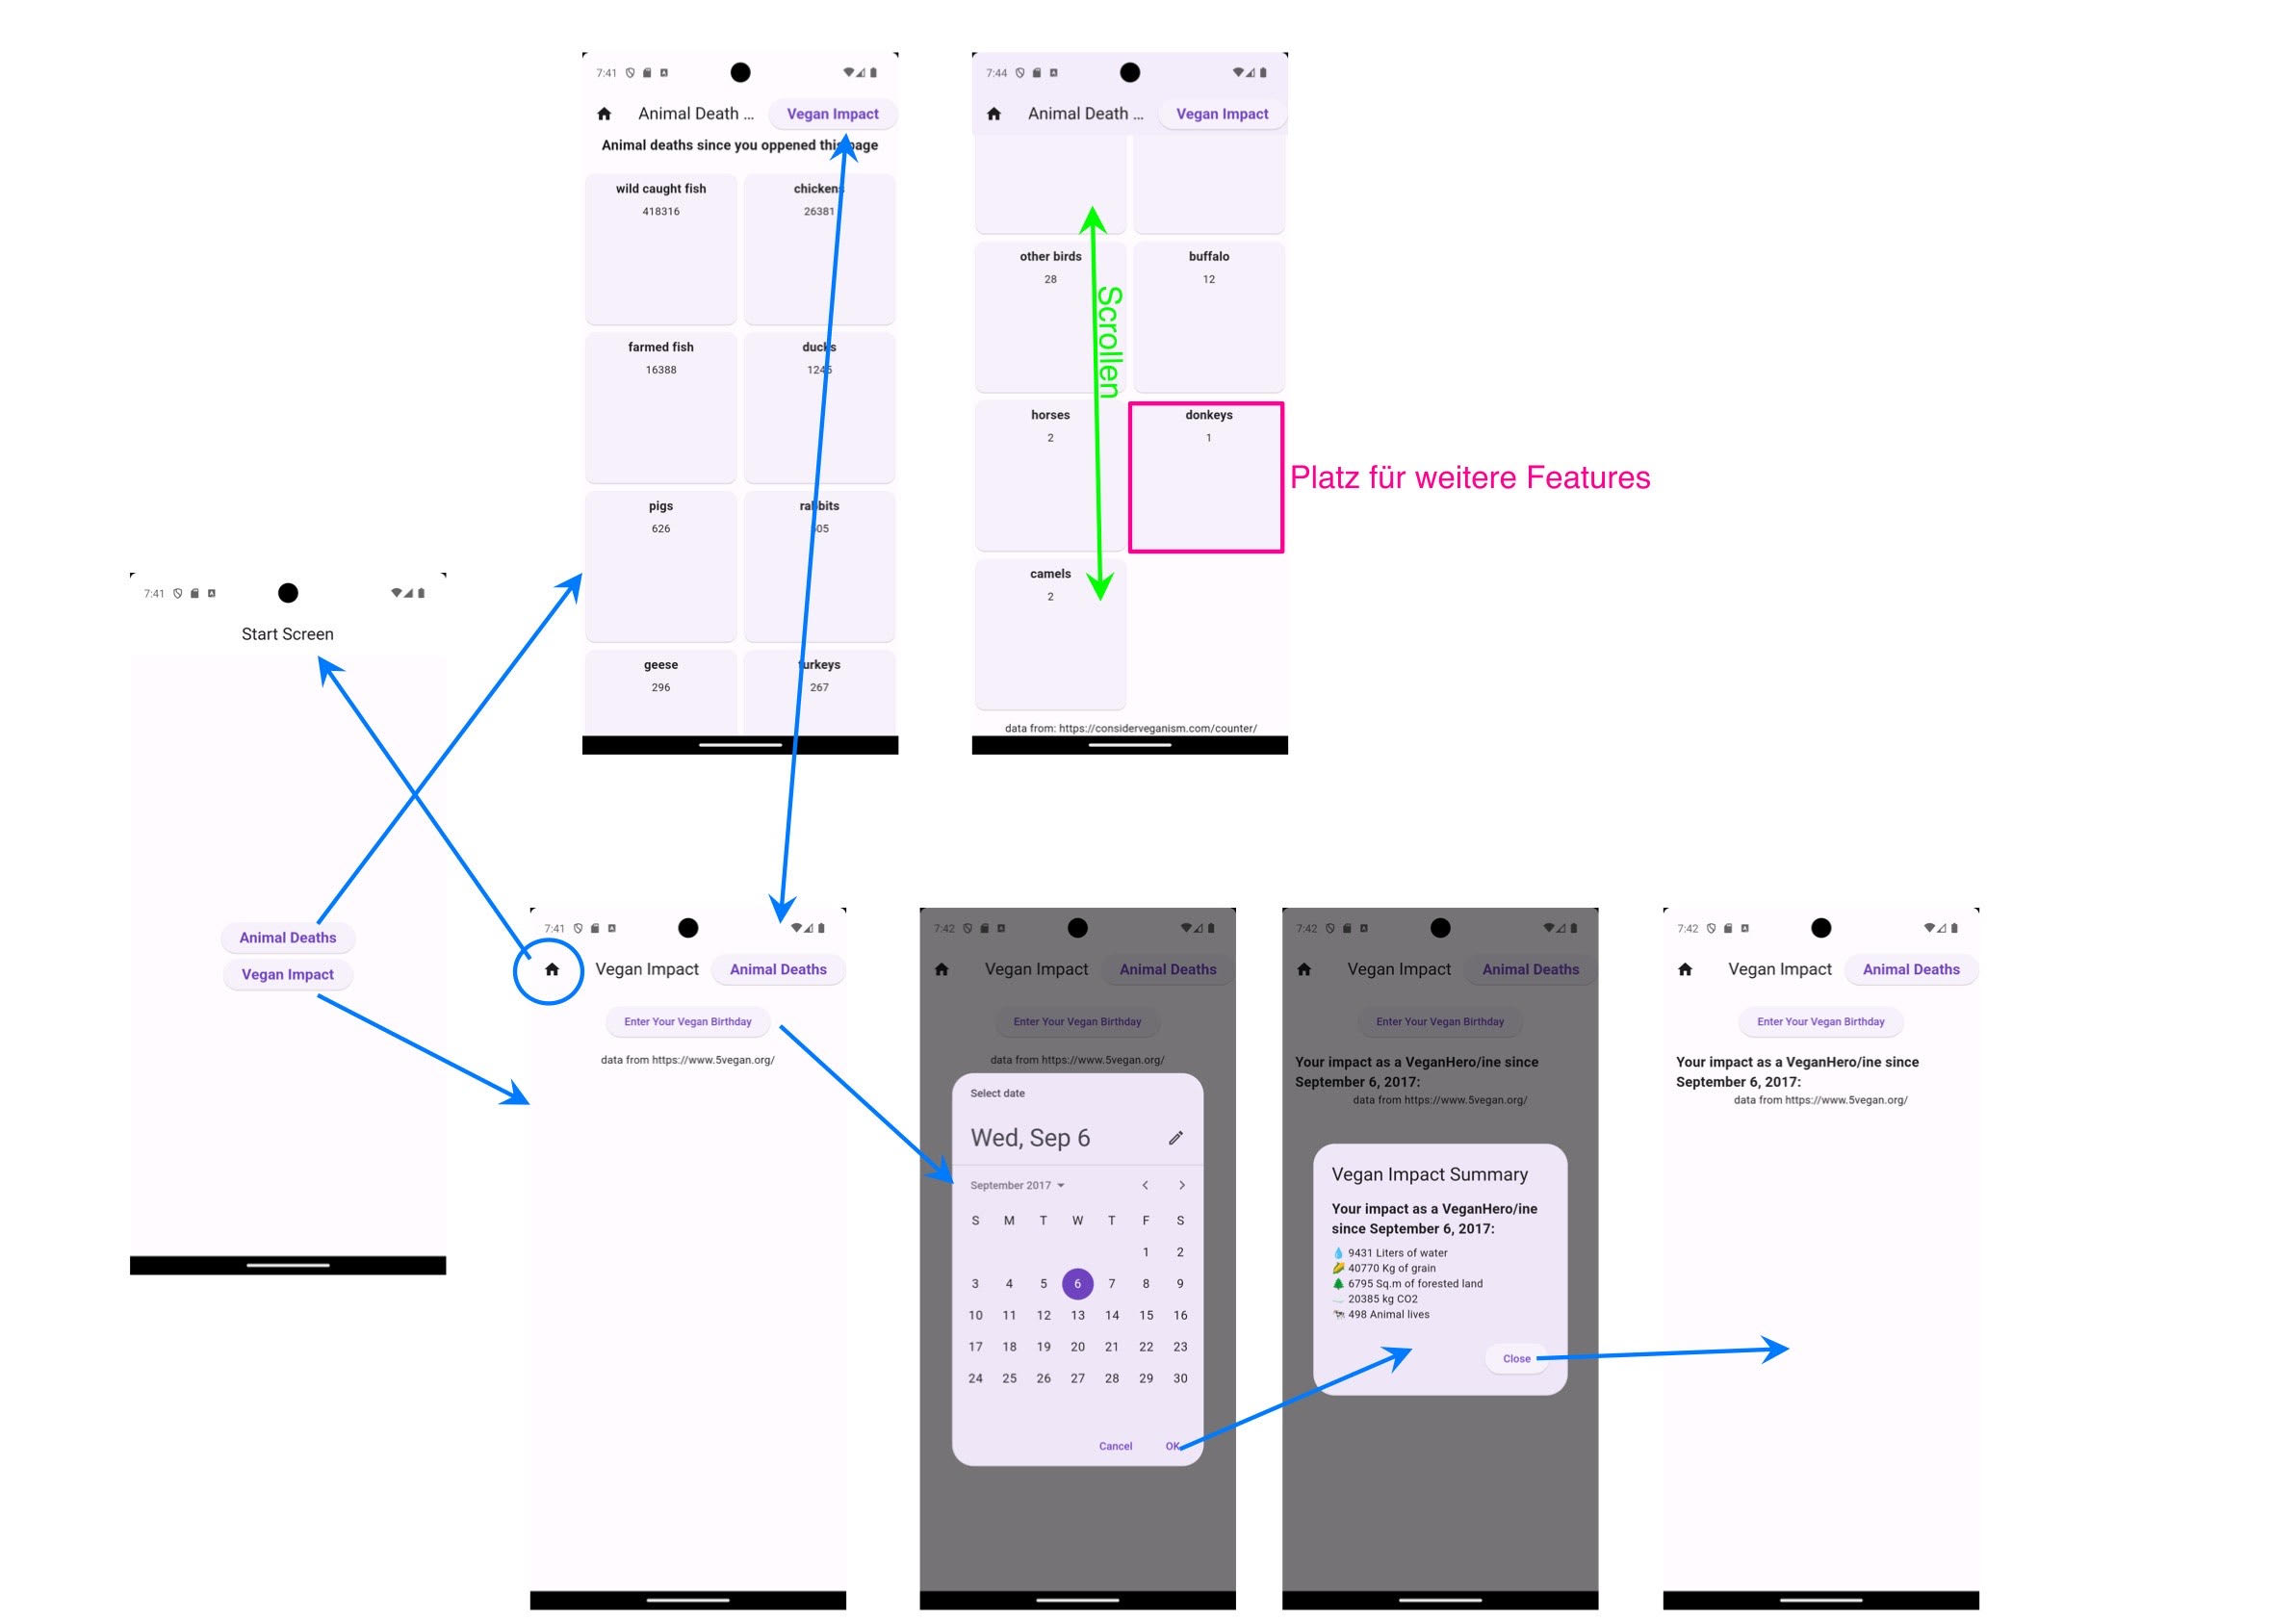 7:41
Animal Death ...
Vegan Impact
Animal deaths since you oppened this page
wild caught fish
418316
chickens
26381
farmed fish
16388
ducks
1245
pigs
626
rabbits
geese
296
turkeys
267
7:44
Animal Death ...
Vegan Impact
other birds
28
buffalo
12
horses
2
donkeys
1
camels
2
data from: https://considerveganism.com/counter/
Scrollen
Platz für weitere Features
7:41
Start Screen
Animal Deaths
Vegan Impact
7:41
Vegan Impact
Animal Deaths
Enter Your Vegan Birthday
data from https://www.5vegan.org/
7:42
Vegan Impact
Animal Deaths
Enter Your Vegan Birthday
data from https://www.5vegan.org/
Select date
Wed, Sep 6
September 2017
S M T W T F S
1 2
3 4 5 6 7 8 9
10 11 12 13 14 15 16
17 18 19 20 21 22 23
24 25 26 27 28 29 30
Cancel OK
7:42
Vegan Impact
Animal Deaths
Enter Your Vegan Birthday
Your impact as a VeganHero/ine since
September 6, 2017:
data from https://www.5vegan.org/
Vegan Impact Summary
Your impact as a VeganHero/ine
since September 6, 2017:
💧 9431 Liters of water
🌽 40770 Kg of grain
🌲 6795 Sq.m of forested land
☁️ 20385 kg CO2
🐄 498 Animal lives
Close
7:42
Vegan Impact
Animal Deaths
Enter Your Vegan Birthday
Your impact as a VeganHero/ine since
September 6, 2017:
data from https://www.5vegan.org/